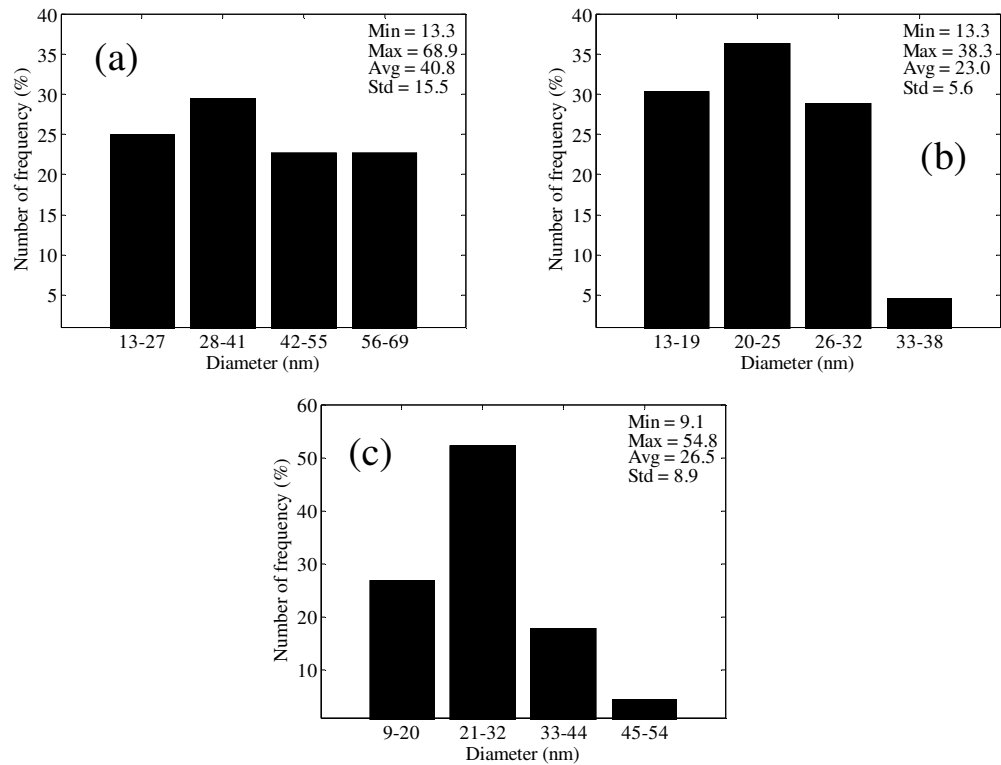 (a)
Min = 13.3
Max = 68.9
Avg = 40.8
Std = 15.5
Number of frequency (%)
40
35
30
25
20
15
10
5
13-27 28-41 42-55 56-69
Diameter (nm)
(b)
Min = 13.3
Max = 38.3
Avg = 23.0
Std = 5.6
Number of frequency (%)
40
35
30
25
20
15
10
5
13-19 20-25 26-32 33-38
Diameter (nm)
(c)
Min = 9.1
Max = 54.8
Avg = 26.5
Std = 8.9
Number of frequency (%)
60
50
40
30
20
10
9-20 21-32 33-44 45-54
Diameter (nm)